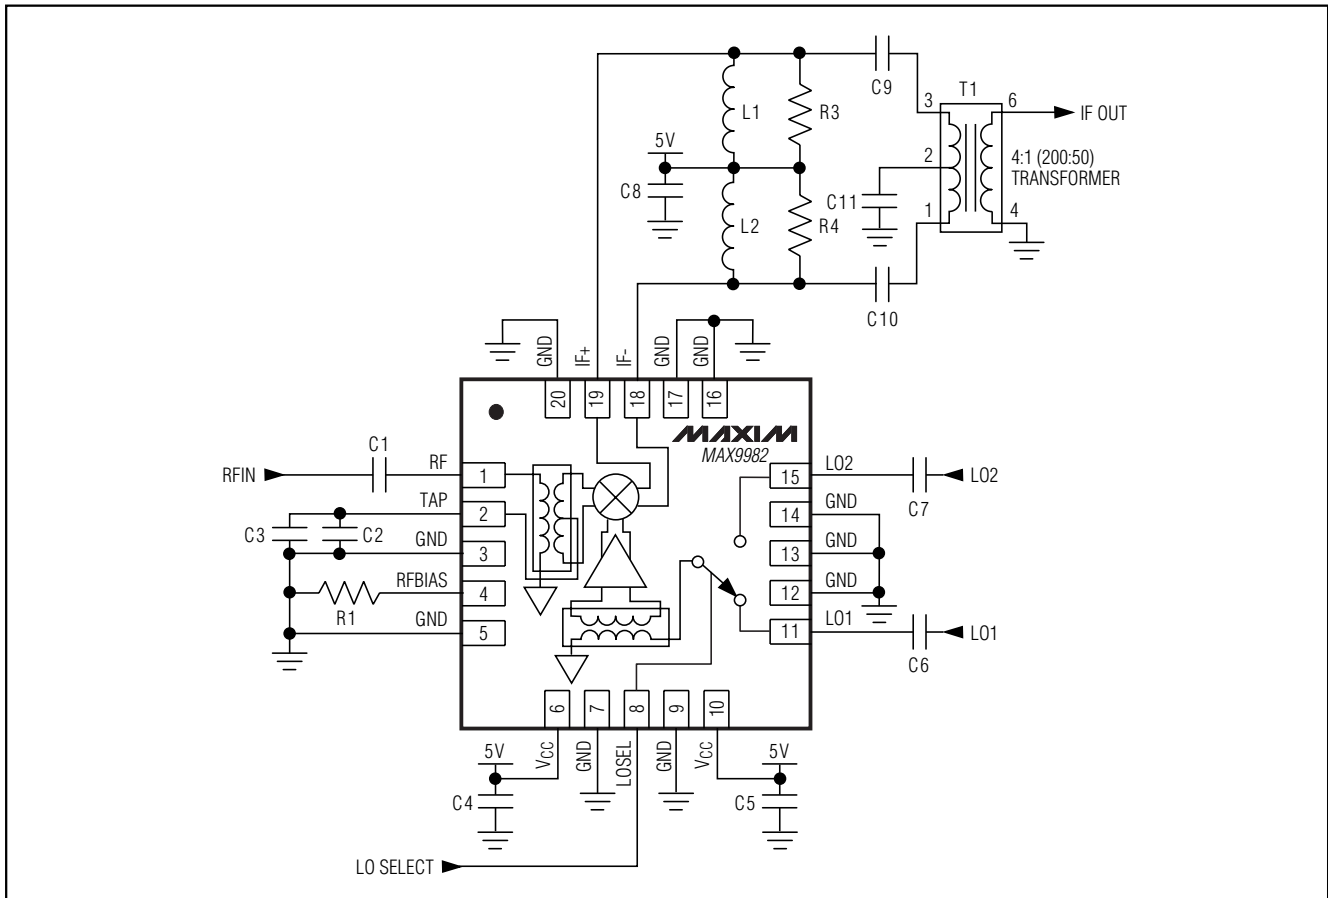 C9
T1
3
6
L1
R3
IF OUT
5V
2
4:1 (200:50)
TRANSFORMER
C8
C11
1
4
L2
R4
C10
GND
IF+
IF-
GND
GND
20
19
18
17
16
MAXIM
MAX9982
C1
RFIN
RF
1
LO2
15
LO2
C7
TAP
2
GND
14
C3
C2
GND
3
GND
13
RFBIAS
4
GND
12
R1
GND
5
LO1
11
LO1
C6
6
7
8
9
10
5V
VCC
GND
LOSEL
GND
VCC
5V
C4
C5
LO SELECT